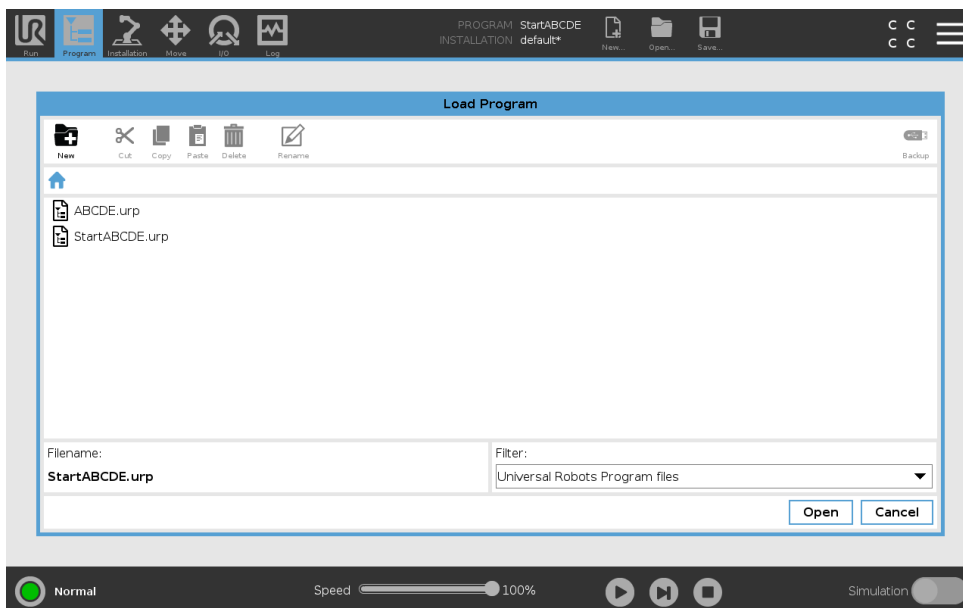 PROGRAM StartABCDE
INSTALLATION default*
Run Program Installation Move I/O Log New... Open... Save...
C C
C C
Load Program
New Cut Copy Paste Delete Rename Backup
ABCDE.urp
StartABCDE.urp
Filename: Filter:
StartABCDE.urp Universal Robots Program files
Open Cancel
Normal Speed 100% Simulation